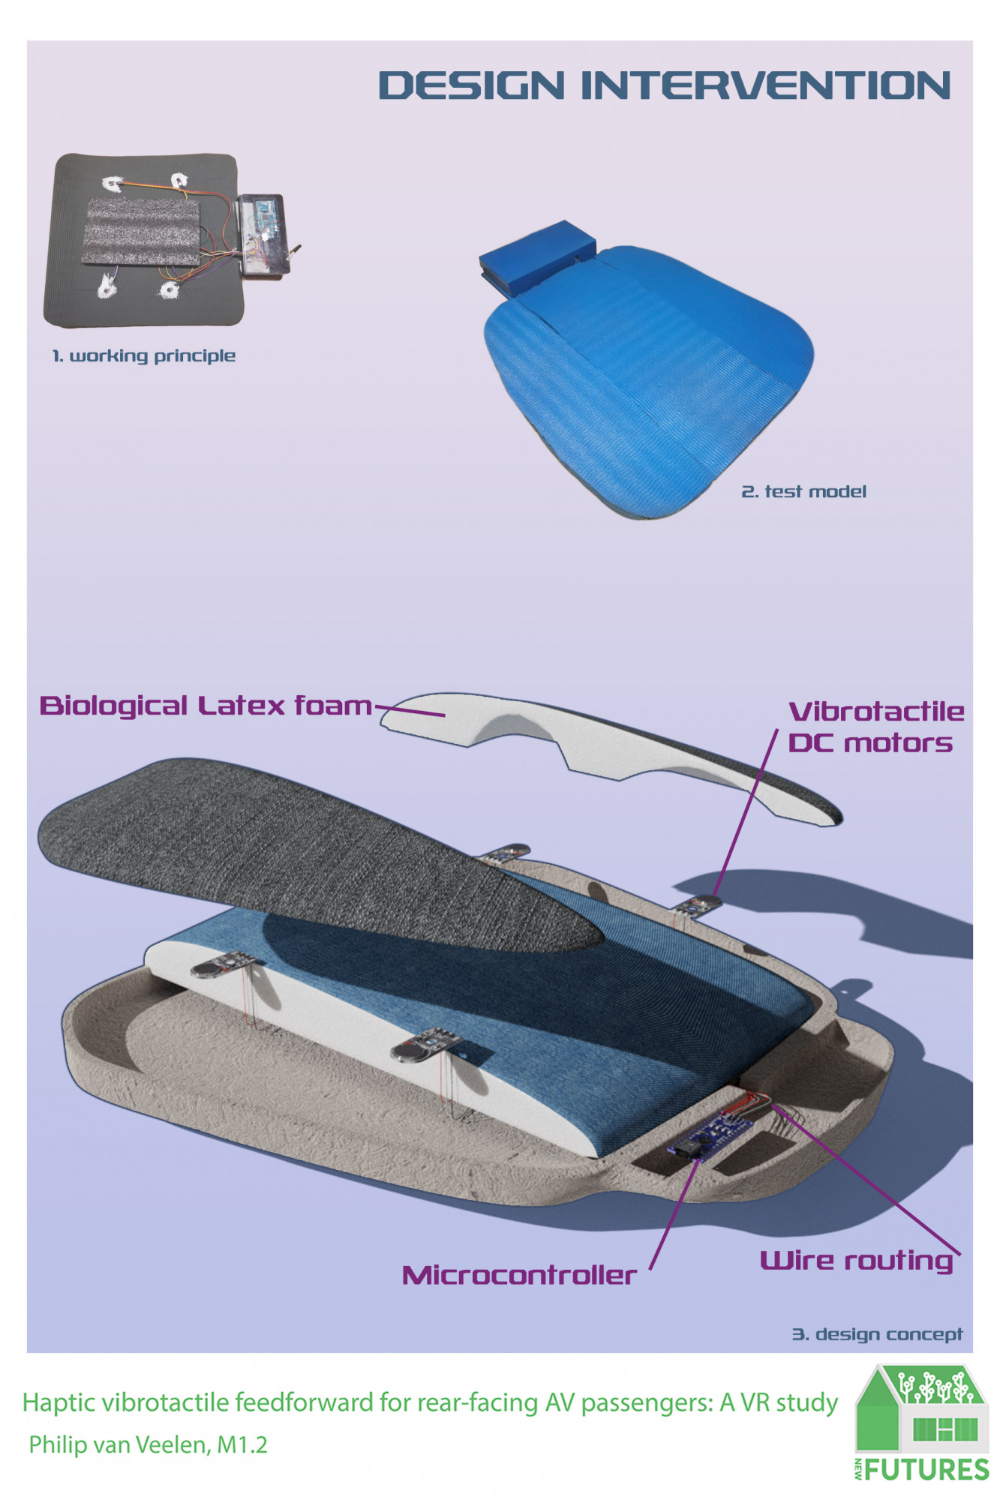 DESIGN INTERVENTION
1. working principle
2. test model
Biological Latex foam
Vibrotactile
DC motors
Microcontroller
Wire routing
3. design concept
Haptic vibrotactile feedforward for rear-facing AV passengers: A VR study
Philip van Veelen, M1.2
NEW FUTURES